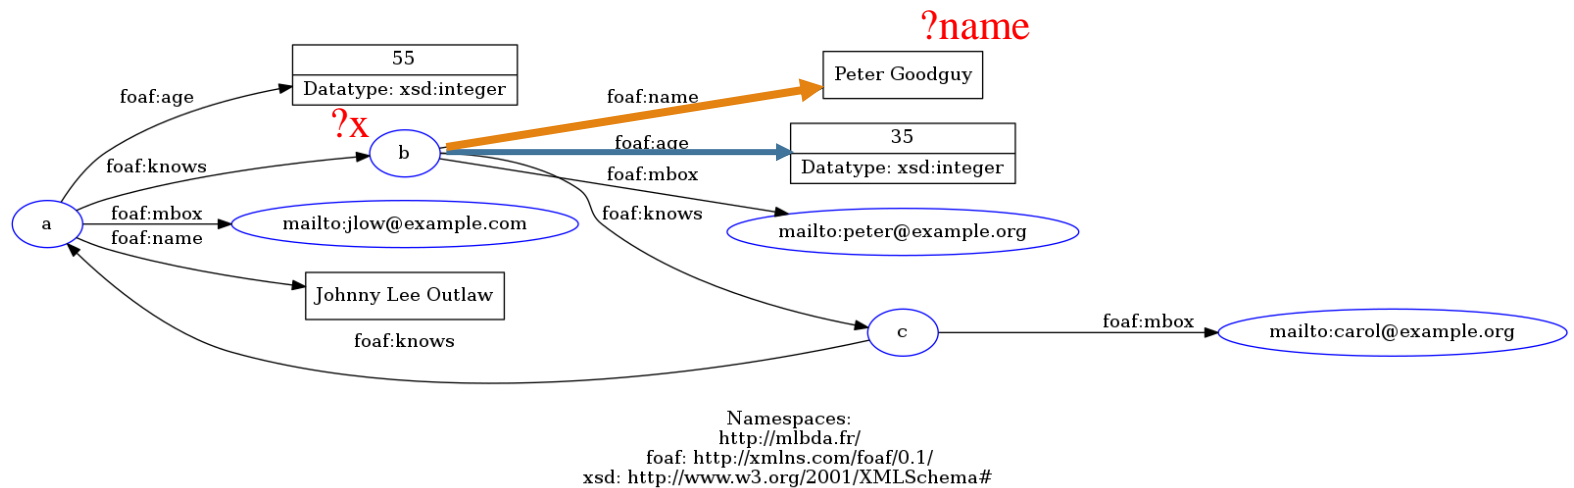 ?name
55
Datatype: xsd:integer
foaf:age
?x
foaf:name
Peter Goodguy
b
foaf:age
35
Datatype: xsd:integer
foaf:knows
foaf:mbox
a
foaf:mbox
mailto:jlow@example.com
foaf:knows
mailto:peter@example.org
foaf:name
Johnny Lee Outlaw
foaf:knows
c
foaf:mbox
mailto:carol@example.org
Namespaces:
http://mlbda.fr/
foaf: http://xmlns.com/foaf/0.1/
xsd: http://www.w3.org/2001/XMLSchema#